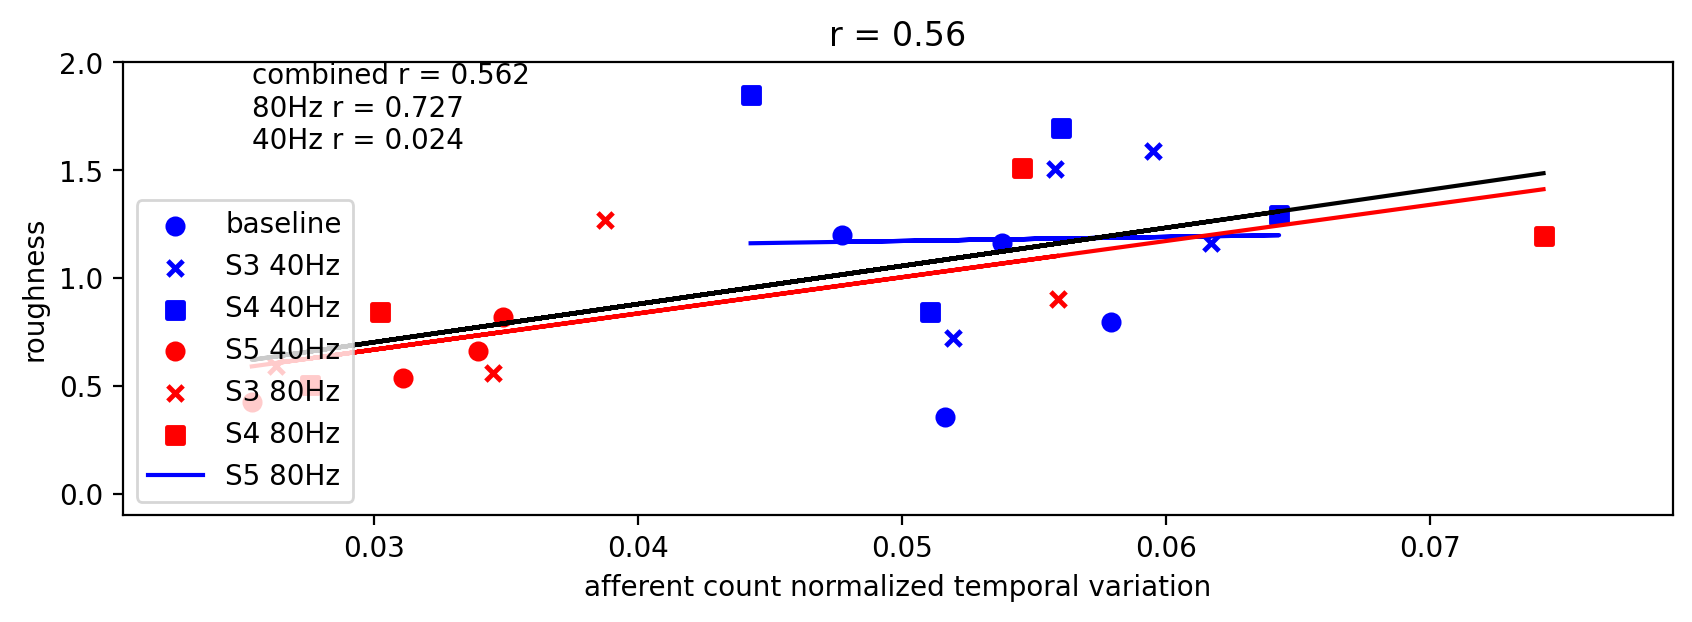 r = 0.56
combined r = 0.562
80Hz r = 0.727
40Hz r = 0.024
2.0
1.5
1.0
0.5
0.0
roughness
baseline
S3 40Hz
S4 40Hz
S5 40Hz
S3 80Hz
S4 80Hz
S5 80Hz
0.03 0.04 0.05 0.06 0.07
afferent count normalized temporal variation